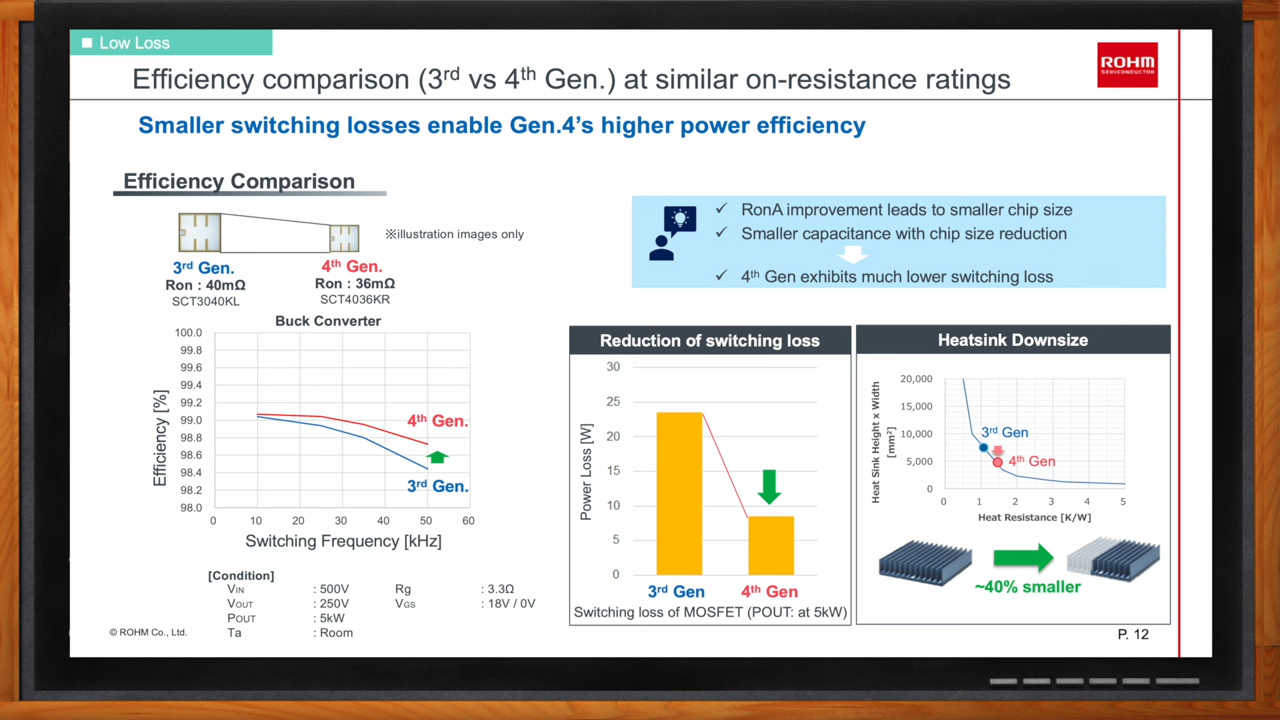 ■ Low Loss
Efficiency comparison (3rd vs 4th Gen.) at similar on-resistance ratings
ROHM
SEMICONDUCTOR
Smaller switching losses enable Gen.4's higher power efficiency
Efficiency Comparison
※illustration images only
3rd Gen.
Ron : 40mΩ
SCT3040KL
4th Gen.
Ron : 36mΩ
SCT4036KR
✓ RonA improvement leads to smaller chip size
✓ Smaller capacitance with chip size reduction
✓ 4th Gen exhibits much lower switching loss
Buck Converter
Efficiency [%]
100.0
99.8
99.6
99.4
99.2
99.0
98.8
98.6
98.4
98.2
98.0
4th Gen.
3rd Gen.
0 10 20 30 40 50 60
Switching Frequency [kHz]
[Condition]
VIN : 500V Rg : 3.3Ω
VOUT : 250V VGS : 18V / 0V
POUT : 5kW
Ta : Room
Reduction of switching loss
Power Loss [W]
30
25
20
15
10
5
0
3rd Gen 4th Gen
Switching loss of MOSFET (POUT: at 5kW)
Heatsink Downsize
Heat Sink Height x Width
[mm²]
20,000
15,000
10,000
5,000
0
3rd Gen
4th Gen
0 1 2 3 4 5
Heat Resistance [K/W]
~40% smaller
© ROHM Co., Ltd.
P. 12